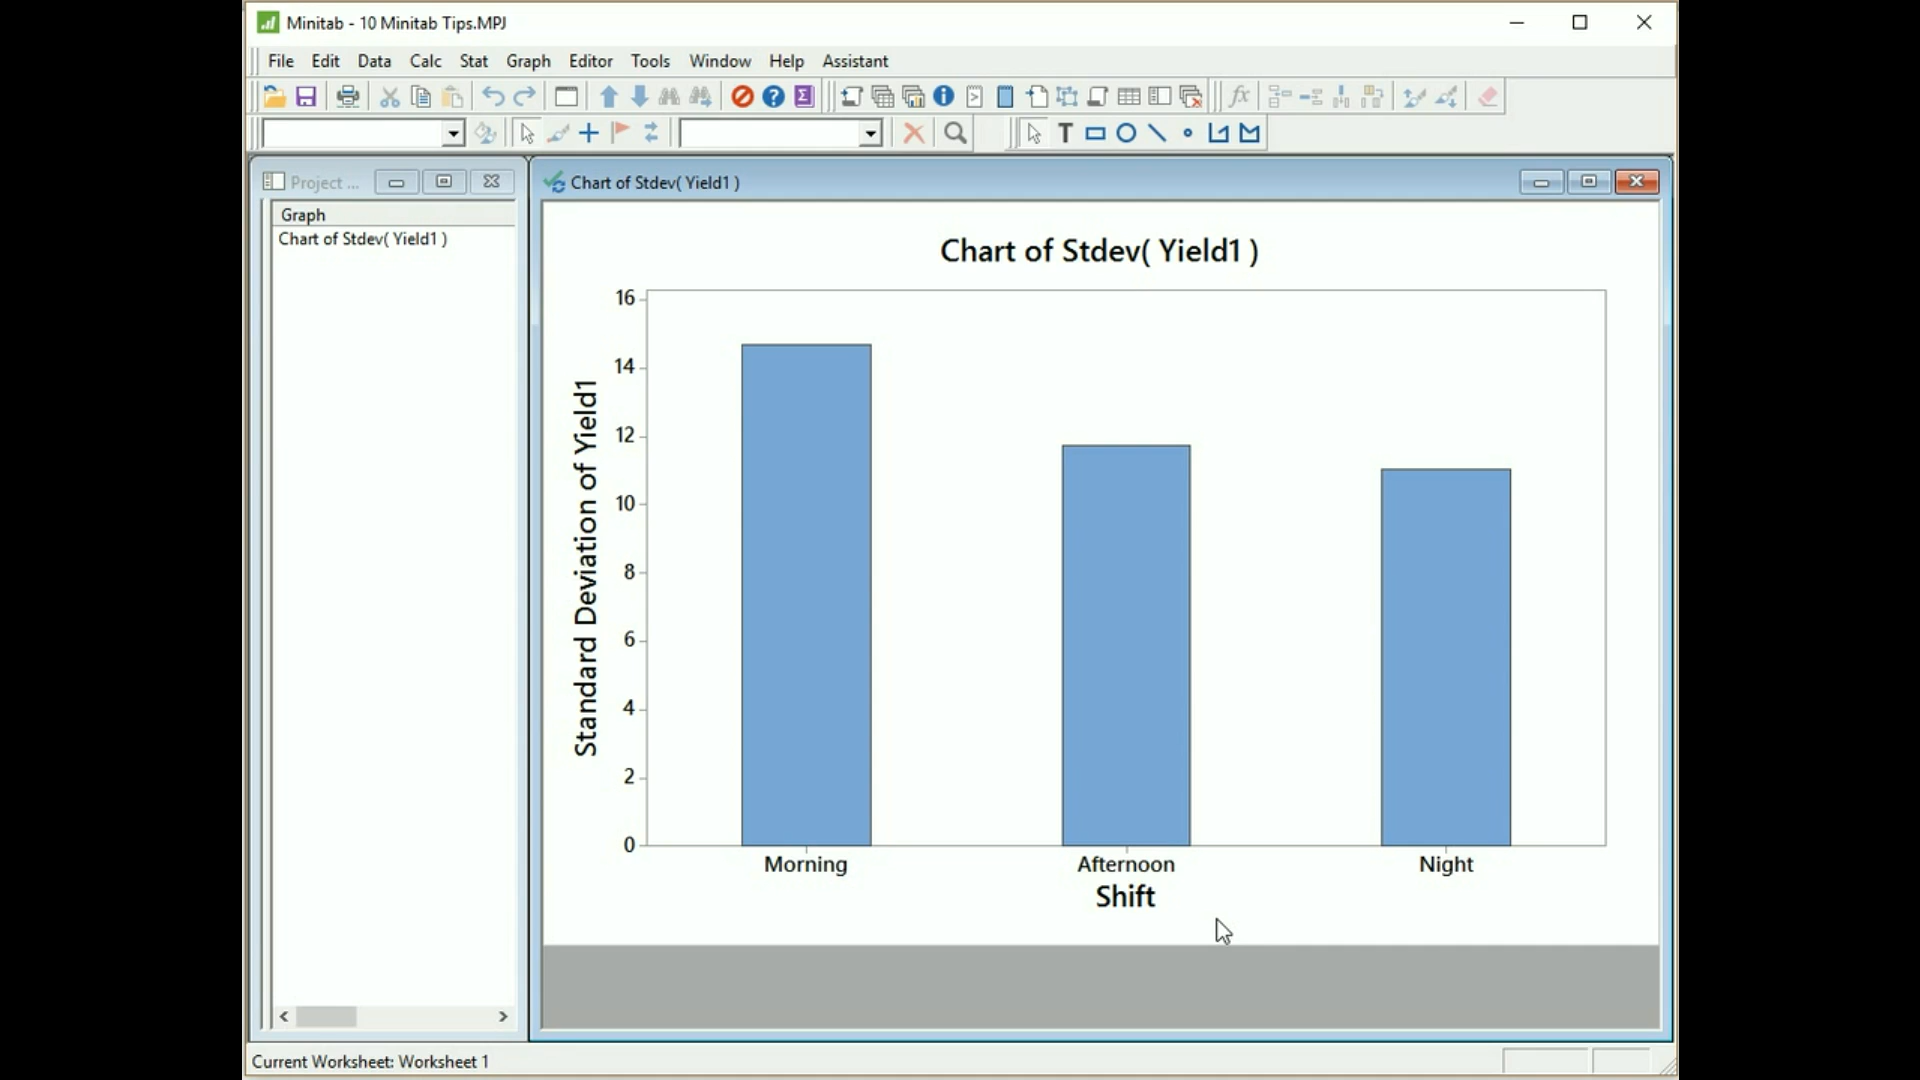 Minitab - 10 Minitab Tips.MPJ
File Edit Data Calc Stat Graph Editor Tools Window Help Assistant
Project ...
Graph
Chart of Stdev( Yield1 )
Chart of Stdev( Yield1 )
Chart of Stdev( Yield1 )
Standard Deviation of Yield1
16
14
12
10
8
6
4
2
0
Morning Afternoon Night
Shift
Current Worksheet: Worksheet 1